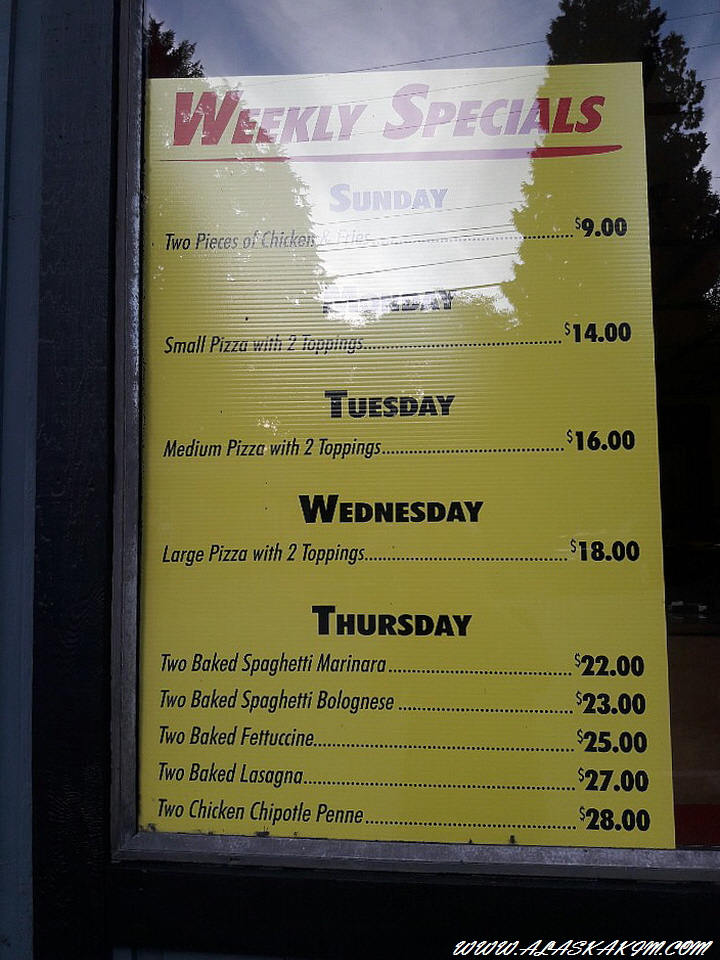 WEEKLY SPECIALS
SUNDAY
Two Pieces of Chicken & Fries................................................$9.00
MONDAY
Small Pizza with 2 Toppings................................................$14.00
TUESDAY
Medium Pizza with 2 Toppings............................................$16.00
WEDNESDAY
Large Pizza with 2 Toppings................................................$18.00
THURSDAY
Two Baked Spaghetti Marinara............................................$22.00
Two Baked Spaghetti Bolognese..........................................$23.00
Two Baked Fettuccine..........................................................$25.00
Two Baked Lasagna.............................................................$27.00
Two Chicken Chipotle Penne................................................$28.00
WWW.ALASKAKIM.COM